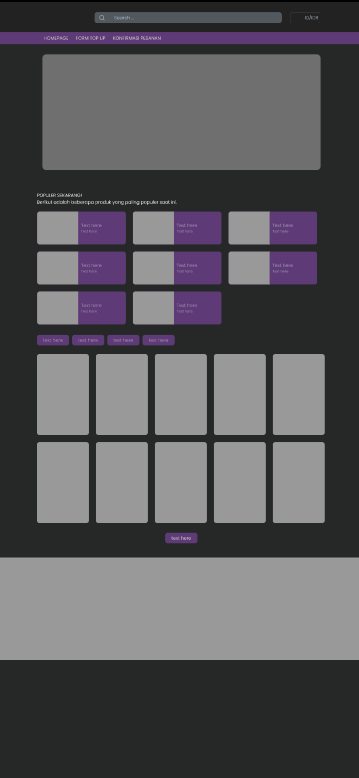 Search...
ID/IDR
HOMEPAGE FORM TOP UP KONFIRMASI PESANAN
POPULER SEKARANG!
Berikut adalah beberapa produk yang paling populer saat ini.
Text here Text here Text here
Text here Text here Text here
Text here Text here Text here
Text here Text here Text here
Text here Text here
Text here Text here
text here text here text here text here
text here